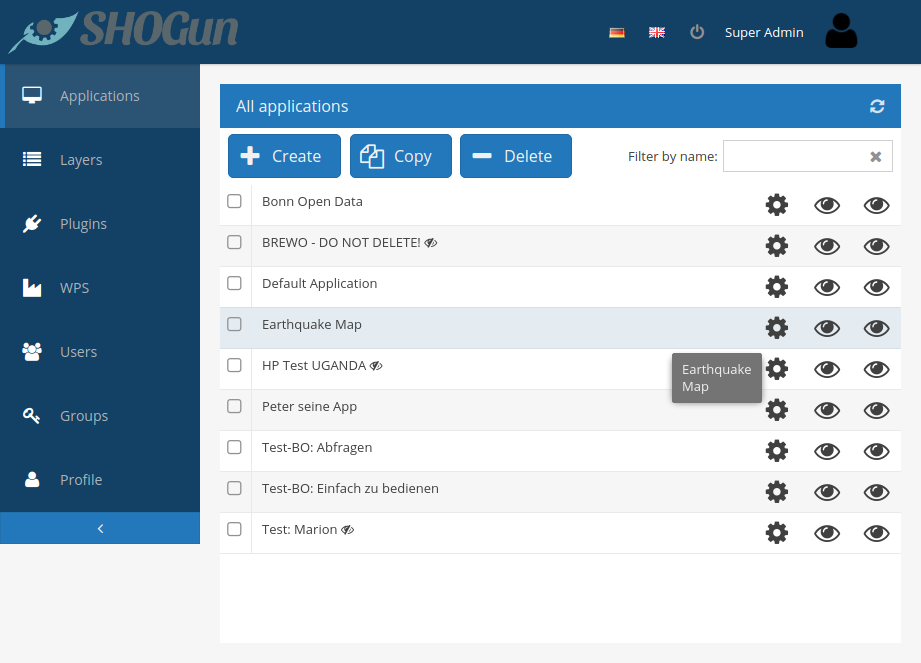 SHOGun
Super Admin
Applications
Layers
Plugins
WPS
Users
Groups
Profile
All applications
Create
Copy
Delete
Filter by name:
Bonn Open Data
BREWO - DO NOT DELETE!
Default Application
Earthquake Map
HP Test UGANDA
Earthquake
Map
Peter seine App
Test-BO: Abfragen
Test-BO: Einfach zu bedienen
Test: Marion